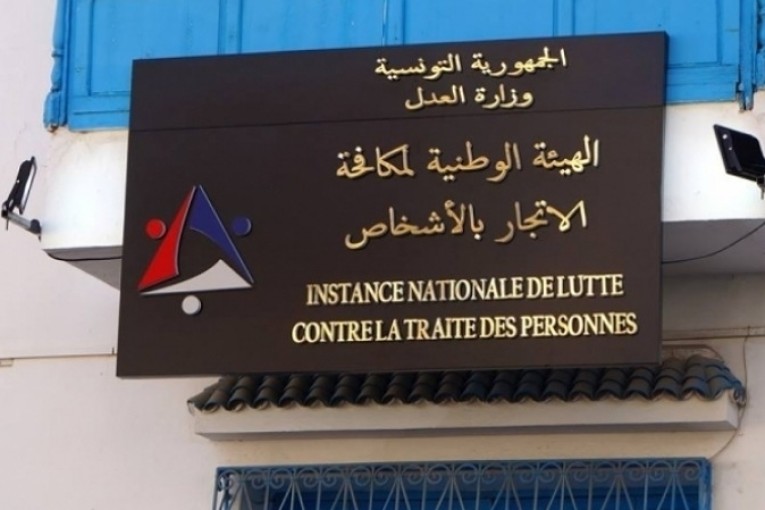 الجمهورية التونسية
وزارة العدل
الهيئة الوطنية لمكافحة
الاتجار بالأشخاص
INSTANCE NATIONALE DE LUTTE
CONTRE LA TRAITE DES PERSONNES